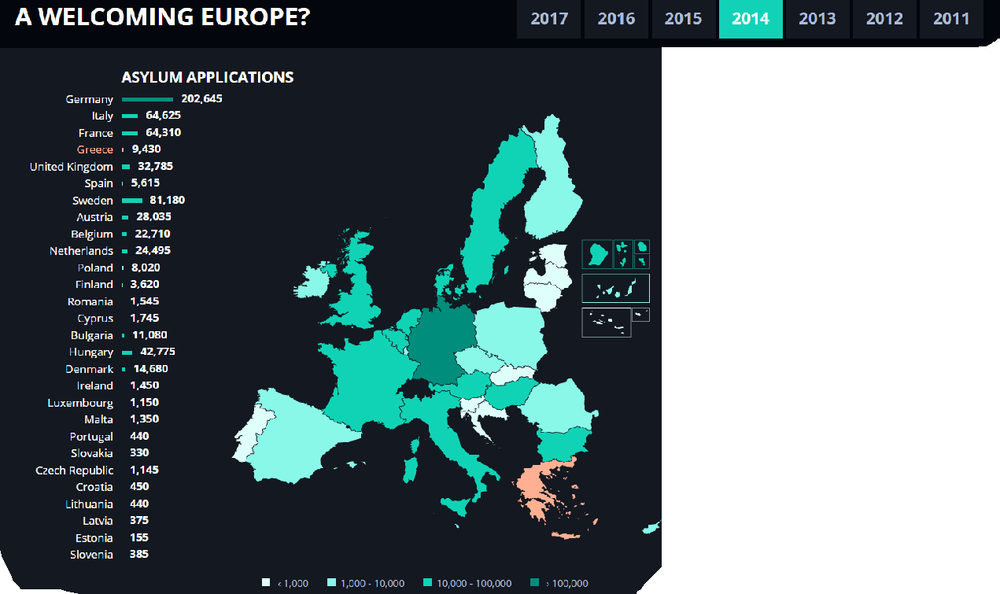 A WELCOMING EUROPE?
2017 2016 2015 2014 2013 2012 2011
ASYLUM APPLICATIONS
Germany 202,645
Italy 64,625
France 64,310
Greece 9,430
United Kingdom 32,785
Spain 5,615
Sweden 81,180
Austria 28,035
Belgium 22,710
Netherlands 24,495
Poland 8,020
Finland 3,620
Romania 1,545
Cyprus 1,745
Bulgaria 11,080
Hungary 42,775
Denmark 14,680
Ireland 1,450
Luxembourg 1,150
Malta 1,350
Portugal 440
Slovakia 330
Czech Republic 1,145
Croatia 450
Lithuania 440
Latvia 375
Estonia 155
Slovenia 385
< 1,000 1,000 - 10,000 10,000 - 100,000 > 100,000